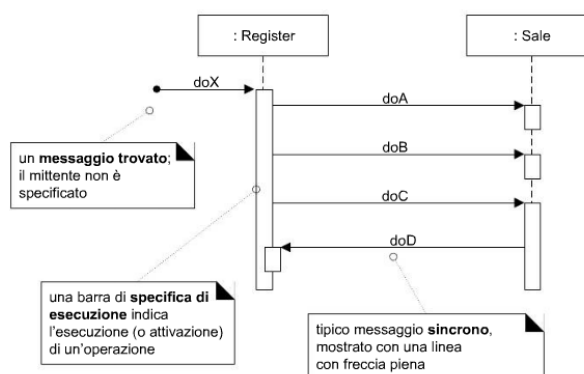 : Register
: Sale
doX
doA
un messaggio trovato;
il mittente non è
specificato
doB
doC
doD
una barra di specifica di
esecuzione indica
l'esecuzione (o attivazione)
di un'operazione
tipico messaggio sincrono,
mostrato con una linea
con freccia piena